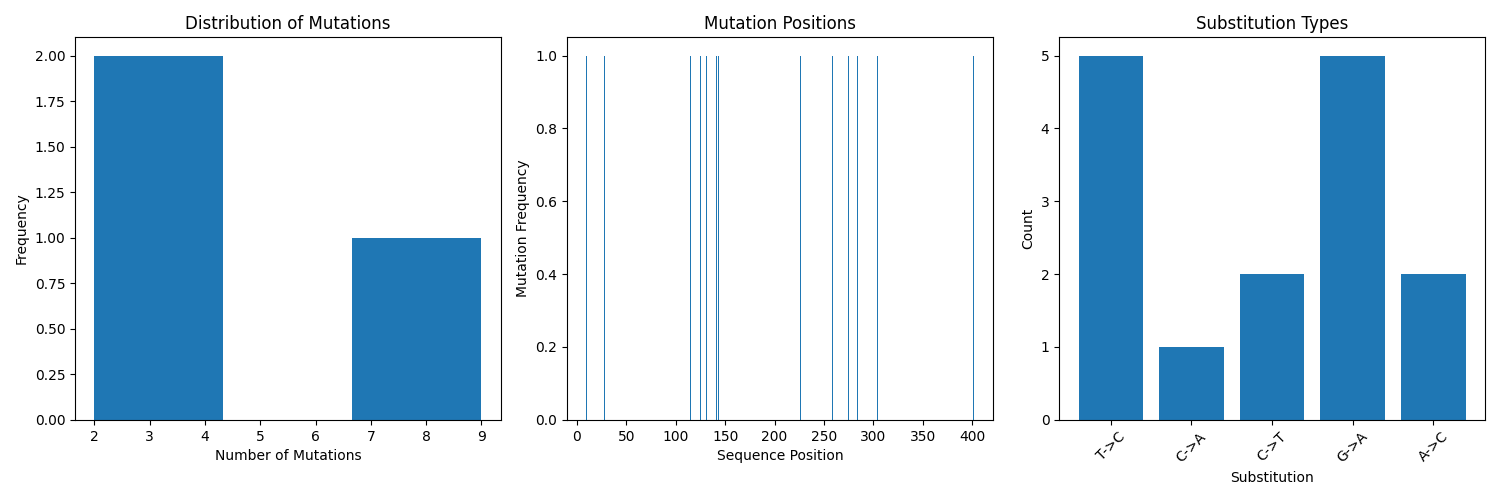 Distribution of Mutations
Frequency
2.00
1.75
1.50
1.25
1.00
0.75
0.50
0.25
0.00
2 3 4 5 6 7 8 9
Number of Mutations
Mutation Positions
Mutation Frequency
1.0
0.8
0.6
0.4
0.2
0.0
0 50 100 150 200 250 300 350 400
Sequence Position
Substitution Types
Count
5
4
3
2
1
0
T->C C->A C->T G->A A->C
Substitution